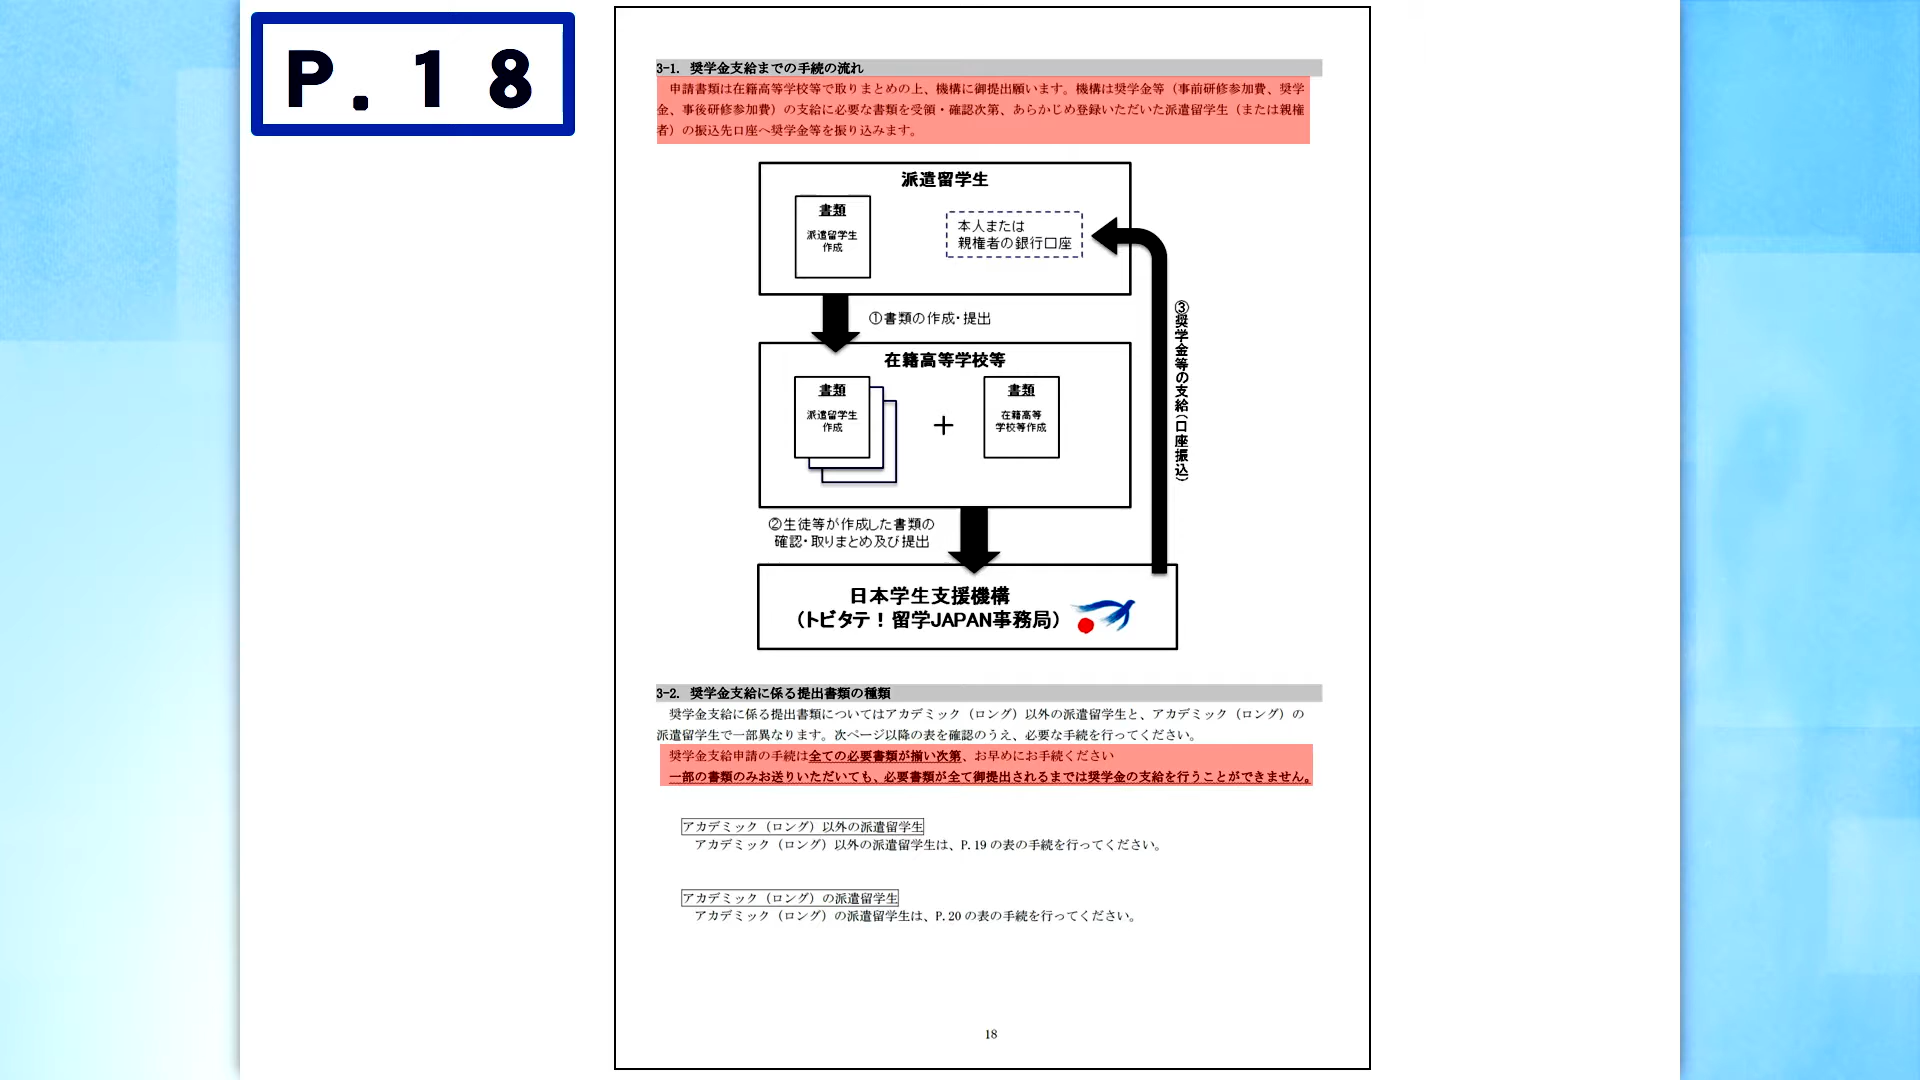 P.18
3-1. 奨学金支給までの手続の流れ
申請書類は在籍高等学校等で取りまとめの上、機構に御提出願います。機構は奨学金等（事前研修参加費、奨学
金、事後研修参加費）の支給に必要な書類を受領・確認次第、あらかじめ登録いただいた派遣留学生（または親権
者）の振込先口座へ奨学金等を振り込みます。
派遣留学生
書類
派遣留学生
作成
本人または
親権者の銀行口座
①書類の作成・提出
③奨学金等の支給（口座振込）
在籍高等学校等
書類
派遣留学生
作成
＋
書類
在籍高等
学校等作成
②生徒等が作成した書類の
確認・取りまとめ及び提出
日本学生支援機構
（トビタテ！留学JAPAN事務局）
3-2. 奨学金支給に係る提出書類の種類
奨学金支給に係る提出書類についてはアカデミック（ロング）以外の派遣留学生と、アカデミック（ロング）の
派遣留学生で一部異なります。次ページ以降の表を確認のうえ、必要な手続を行ってください。
奨学金支給申請の手続は全ての必要書類が揃い次第、お早めにお手続ください
一部の書類のみお送りいただいても、必要書類が全て御提出されるまでは奨学金の支給を行うことができません。
アカデミック（ロング）以外の派遣留学生
アカデミック（ロング）以外の派遣留学生は、P.19 の表の手続を行ってください。
アカデミック（ロング）の派遣留学生
アカデミック（ロング）の派遣留学生は、P.20 の表の手続を行ってください。
18